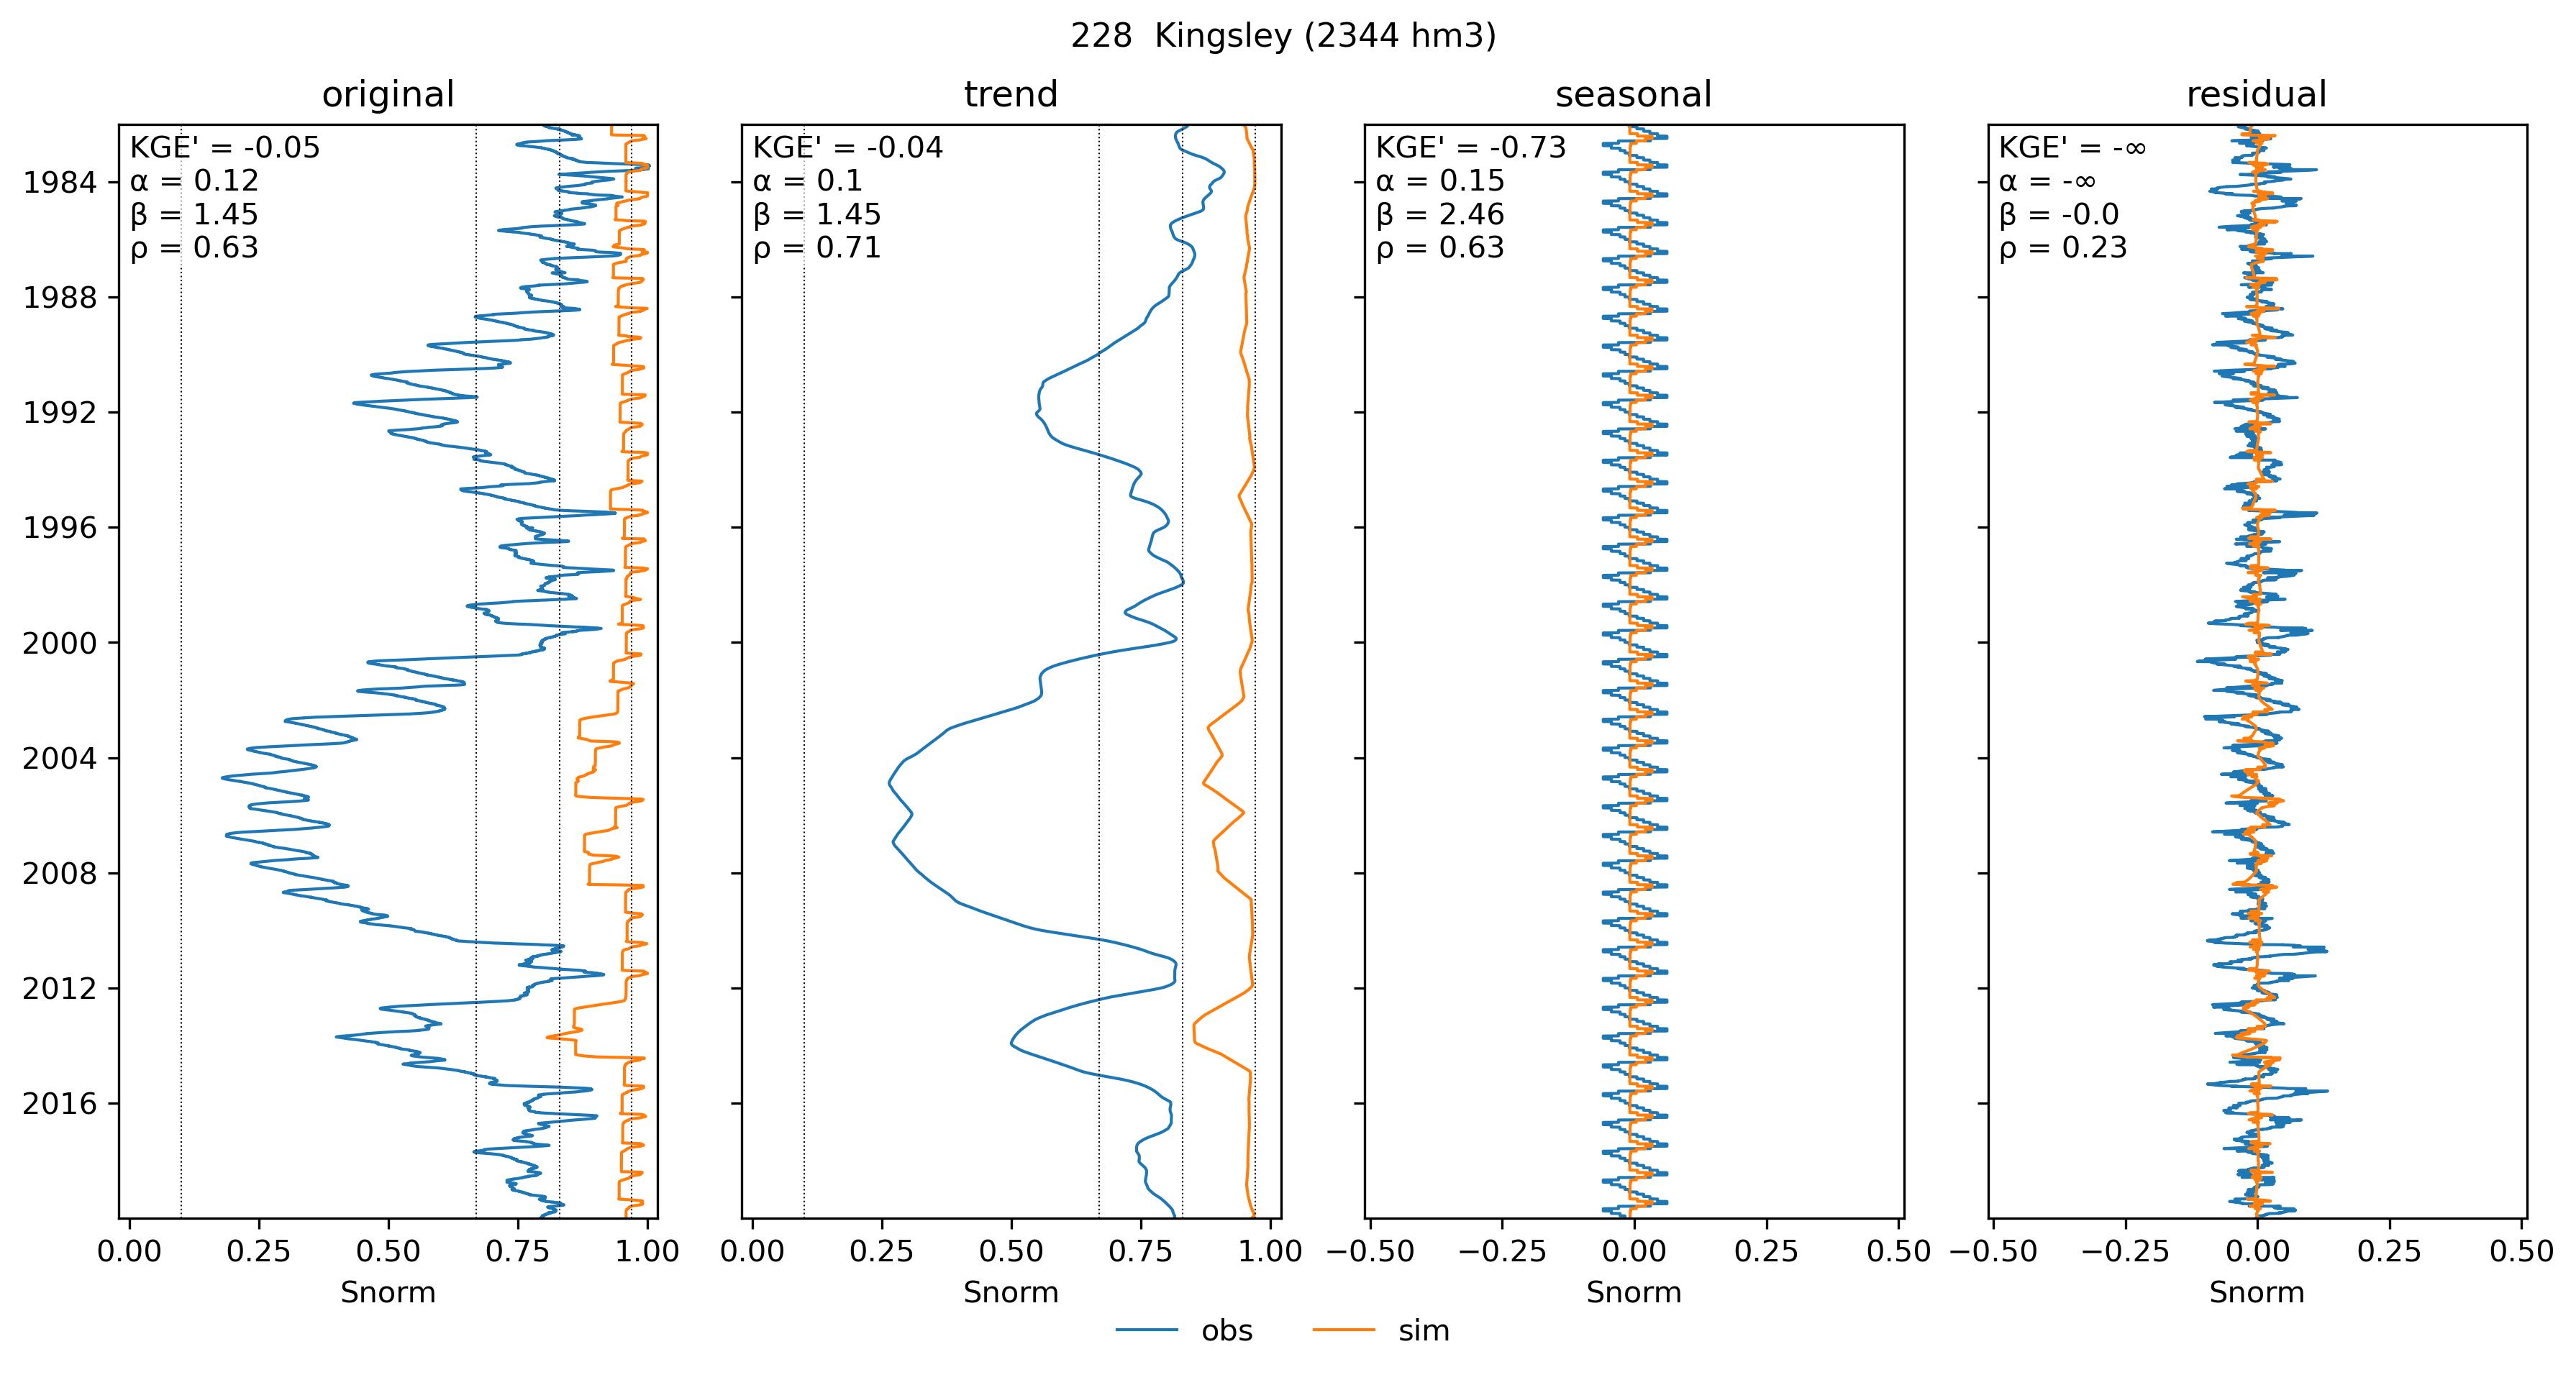 228  Kingsley (2344 hm3)
original
trend
seasonal
residual
KGE' = -0.05
α = 0.12
β = 1.45
ρ = 0.63
KGE' = -0.04
α = 0.1
β = 1.45
ρ = 0.71
KGE' = -0.73
α = 0.15
β = 2.46
ρ = 0.63
KGE' = -∞
α = -∞
β = -0.0
ρ = 0.23
1984
1988
1992
1996
2000
2004
2008
2012
2016
0.00 0.25 0.50 0.75 1.00
0.00 0.25 0.50 0.75 1.00
−0.50 −0.25 0.00 0.25 0.50
−0.50 −0.25 0.00 0.25 0.50
Snorm
Snorm
Snorm
Snorm
obs sim